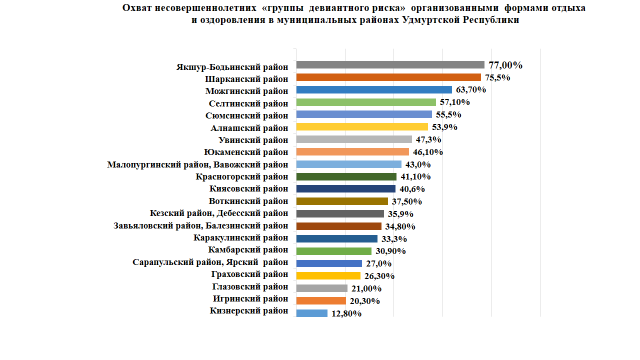 Охват несовершеннолетних «группы девиантного риска» организованными формами отдыха
и оздоровления в муниципальных районах Удмуртской Республики
Якшур-Бодьинский район 77,00%
Шарканский район 75,5%
Можгинский район 63,70%
Селтинский район 57,10%
Сюмсинский район 55,5%
Алнашский район 53,9%
Увинский район 47,3%
Юкаменский район 46,10%
Малопургинский район, Вавожский район 43,0%
Красногорский район 41,10%
Киясовский район 40,6%
Воткинский район 37,50%
Кезский район, Дебесский район 35,9%
Завьяловский район, Балезинский район 34,80%
Каракулинский район 33,3%
Камбарский район 30,90%
Сарапульский район, Ярский район 27,0%
Граховский район 26,30%
Глазовский район 21,00%
Игринский район 20,30%
Кизнерский район 12,80%